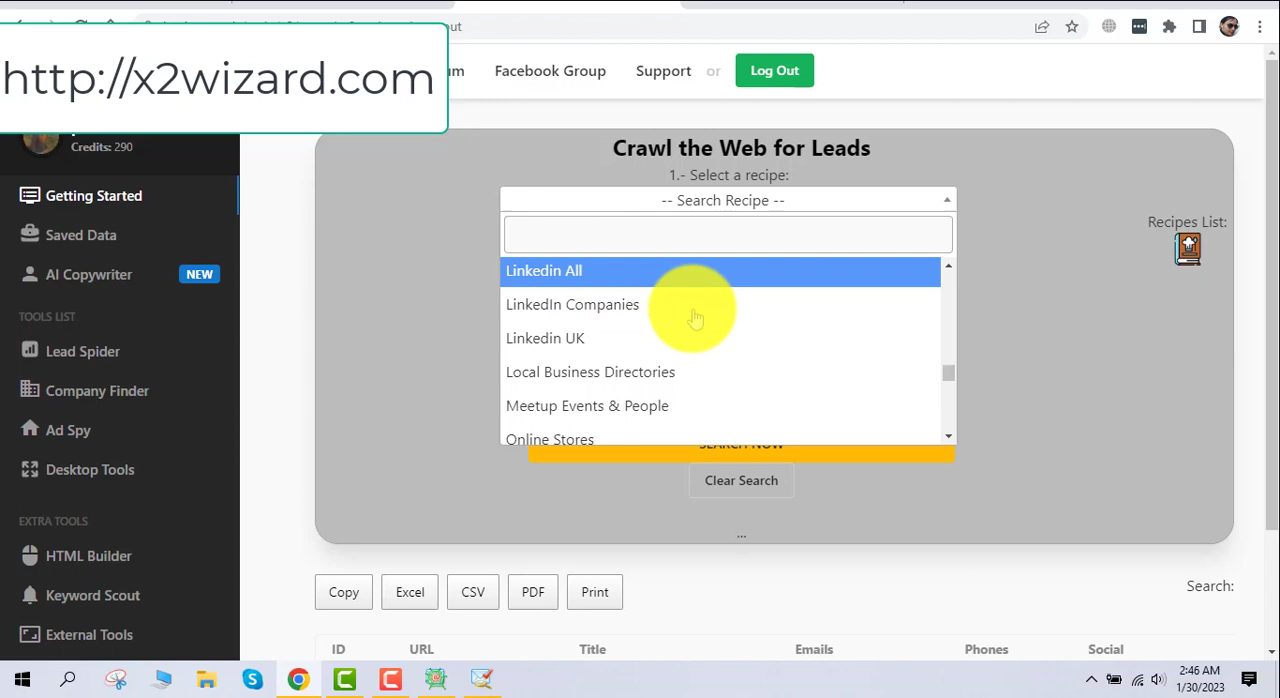 out
http://x2wizard.com
um
Facebook Group
Support
or
Log Out
Credits: 290
Getting Started
Saved Data
AI Copywriter
NEW
TOOLS LIST
Lead Spider
Company Finder
Ad Spy
Desktop Tools
EXTRA TOOLS
HTML Builder
Keyword Scout
External Tools
Crawl the Web for Leads
1.- Select a recipe:
-- Search Recipe --
Linkedin All
LinkedIn Companies
Linkedin UK
Local Business Directories
Meetup Events & People
Online Stores
SEARCH NOW
Clear Search
...
Recipes List:
Copy
Excel
CSV
PDF
Print
Search:
ID
URL
Title
Emails
Phones
Social
2:46 AM
1/30/2023